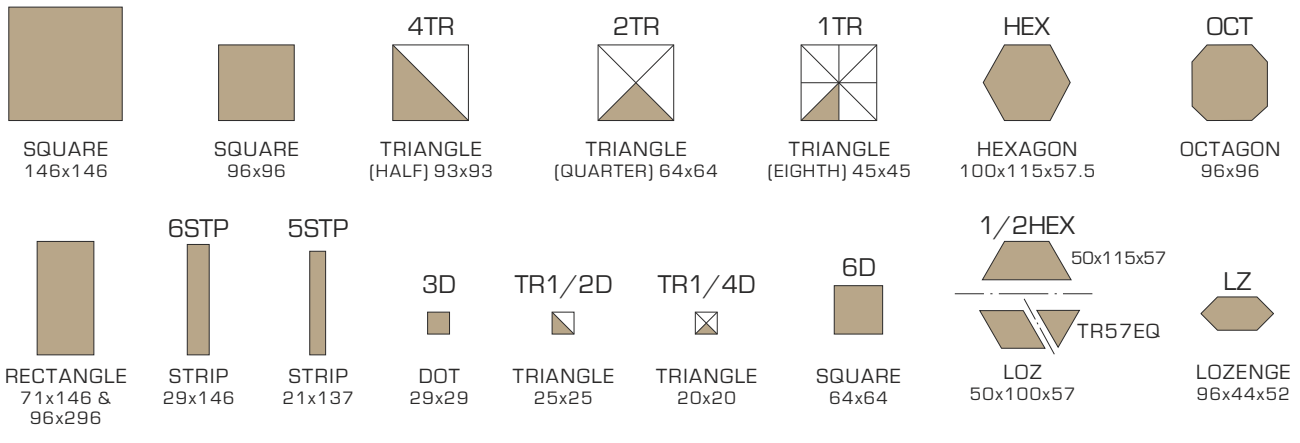 4TR
2TR
1TR
HEX
OCT
SQUARE
146x146
SQUARE
96x96
TRIANGLE
(HALF) 93x93
TRIANGLE
(QUARTER) 64x64
TRIANGLE
(EIGHTH) 45x45
HEXAGON
100x115x57.5
OCTAGON
96x96
6STP
5STP
3D
TR1/2D
TR1/4D
6D
1/2HEX
50x115x57
LZ
TR57EQ
RECTANGLE
71x146 &
96x296
STRIP
29x146
STRIP
21x137
DOT
29x29
TRIANGLE
25x25
TRIANGLE
20x20
SQUARE
64x64
LOZ
50x100x57
LOZENGE
96x44x52